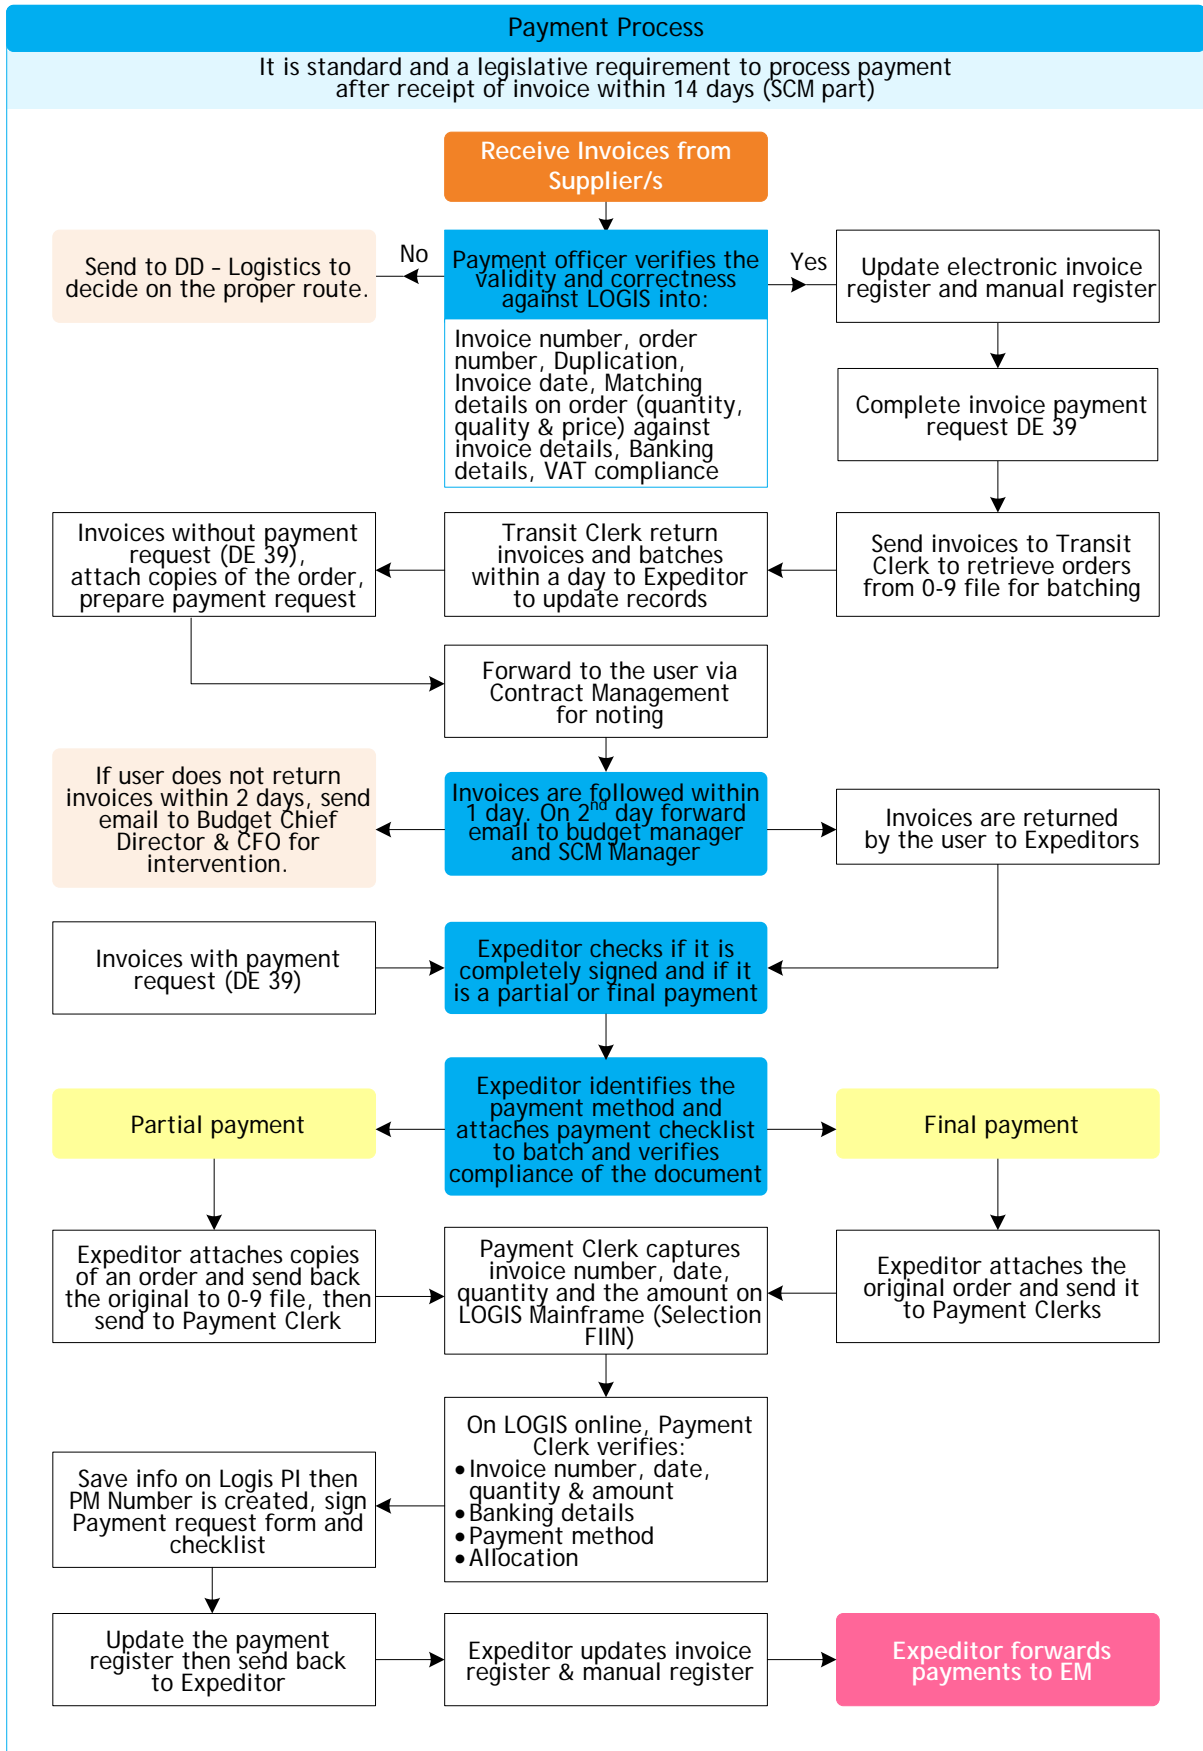 Payment Process
It is standard and a legislative requirement to process payment
after receipt of invoice within 14 days (SCM part)
Receive Invoices from
Supplier/s
No
Yes
Send to DD – Logistics to
decide on the proper route.
Payment officer verifies the
validity and correctness
against LOGIS into:
Invoice number, order
number, Duplication,
Invoice date, Matching
details on order (quantity,
quality & price) against
invoice details, Banking
details, VAT compliance
Update electronic invoice
register and manual register
Complete invoice payment
request DE 39
Send invoices to Transit
Clerk to retrieve orders
from 0-9 file for batching
Transit Clerk return
invoices and batches
within a day to Expeditor
to update records
Invoices without payment
request (DE 39),
attach copies of the order,
prepare payment request
Forward to the user via
Contract Management
for noting
If user does not return
invoices within 2 days, send
email to Budget Chief
Director & CFO for
intervention.
Invoices are followed within
1 day. On 2nd day forward
email to budget manager
and SCM Manager
Invoices are returned
by the user to Expeditors
Invoices with payment
request (DE 39)
Expeditor checks if it is
completely signed and if it
is a partial or final payment
Partial payment
Expeditor identifies the
payment method and
attaches payment checklist
to batch and verifies
compliance of the document
Final payment
Expeditor attaches copies
of an order and send back
the original to 0-9 file, then
send to Payment Clerk
Payment Clerk captures
invoice number, date,
quantity and the amount on
LOGIS Mainframe (Selection
FIIN)
Expeditor attaches the
original order and send it
to Payment Clerks
On LOGIS online, Payment
Clerk verifies:
• Invoice number, date,
quantity & amount
• Banking details
• Payment method
• Allocation
Save info on Logis PI then
PM Number is created, sign
Payment request form and
checklist
Update the payment
register then send back
to Expeditor
Expeditor updates invoice
register & manual register
Expeditor forwards
payments to EM